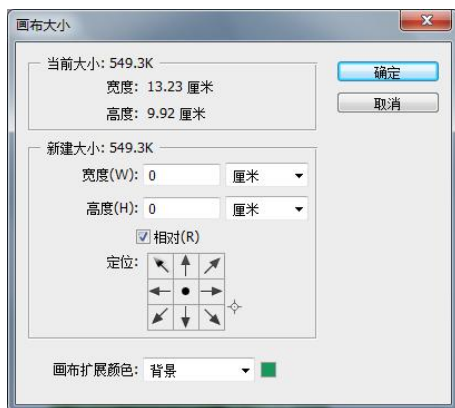 画布大小
当前大小: 549.3K
宽度: 13.23 厘米
高度: 9.92 厘米
确定
取消
新建大小: 549.3K
宽度(W): 0 厘米
高度(H): 0 厘米
相对(R)
定位:
画布扩展颜色: 背景